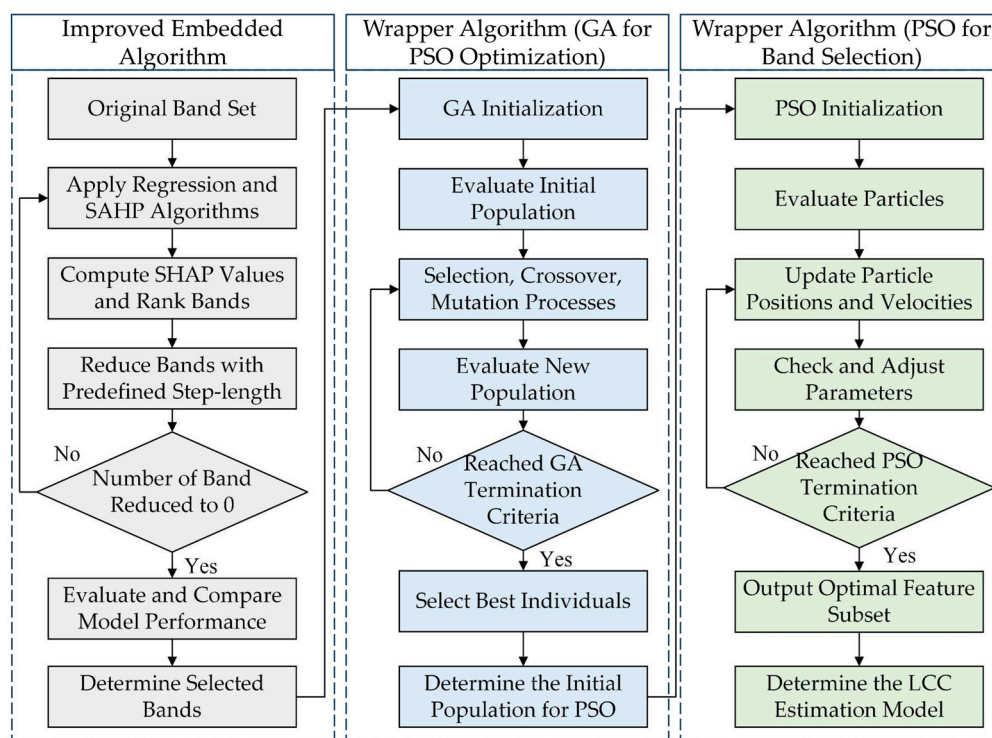 Improved Embedded
Algorithm
Original Band Set
Apply Regression and
SAHP Algorithms
Compute SHAP Values
and Rank Bands
Reduce Bands with
Predefined Step-length
No
Number of Band
Reduced to 0
Yes
Evaluate and Compare
Model Performance
Determine Selected
Bands
Wrapper Algorithm (GA for
PSO Optimization)
GA Initialization
Evaluate Initial
Population
Selection, Crossover,
Mutation Processes
Evaluate New
Population
No
Reached GA
Termination
Criteria
Yes
Select Best Individuals
Determine the Initial
Population for PSO
Wrapper Algorithm (PSO for
Band Selection)
PSO Initialization
Evaluate Particles
Update Particle
Positions and Velocities
Check and Adjust
Parameters
No
Reached PSO
Termination
Criteria
Yes
Output Optimal Feature
Subset
Determine the LCC
Estimation Model